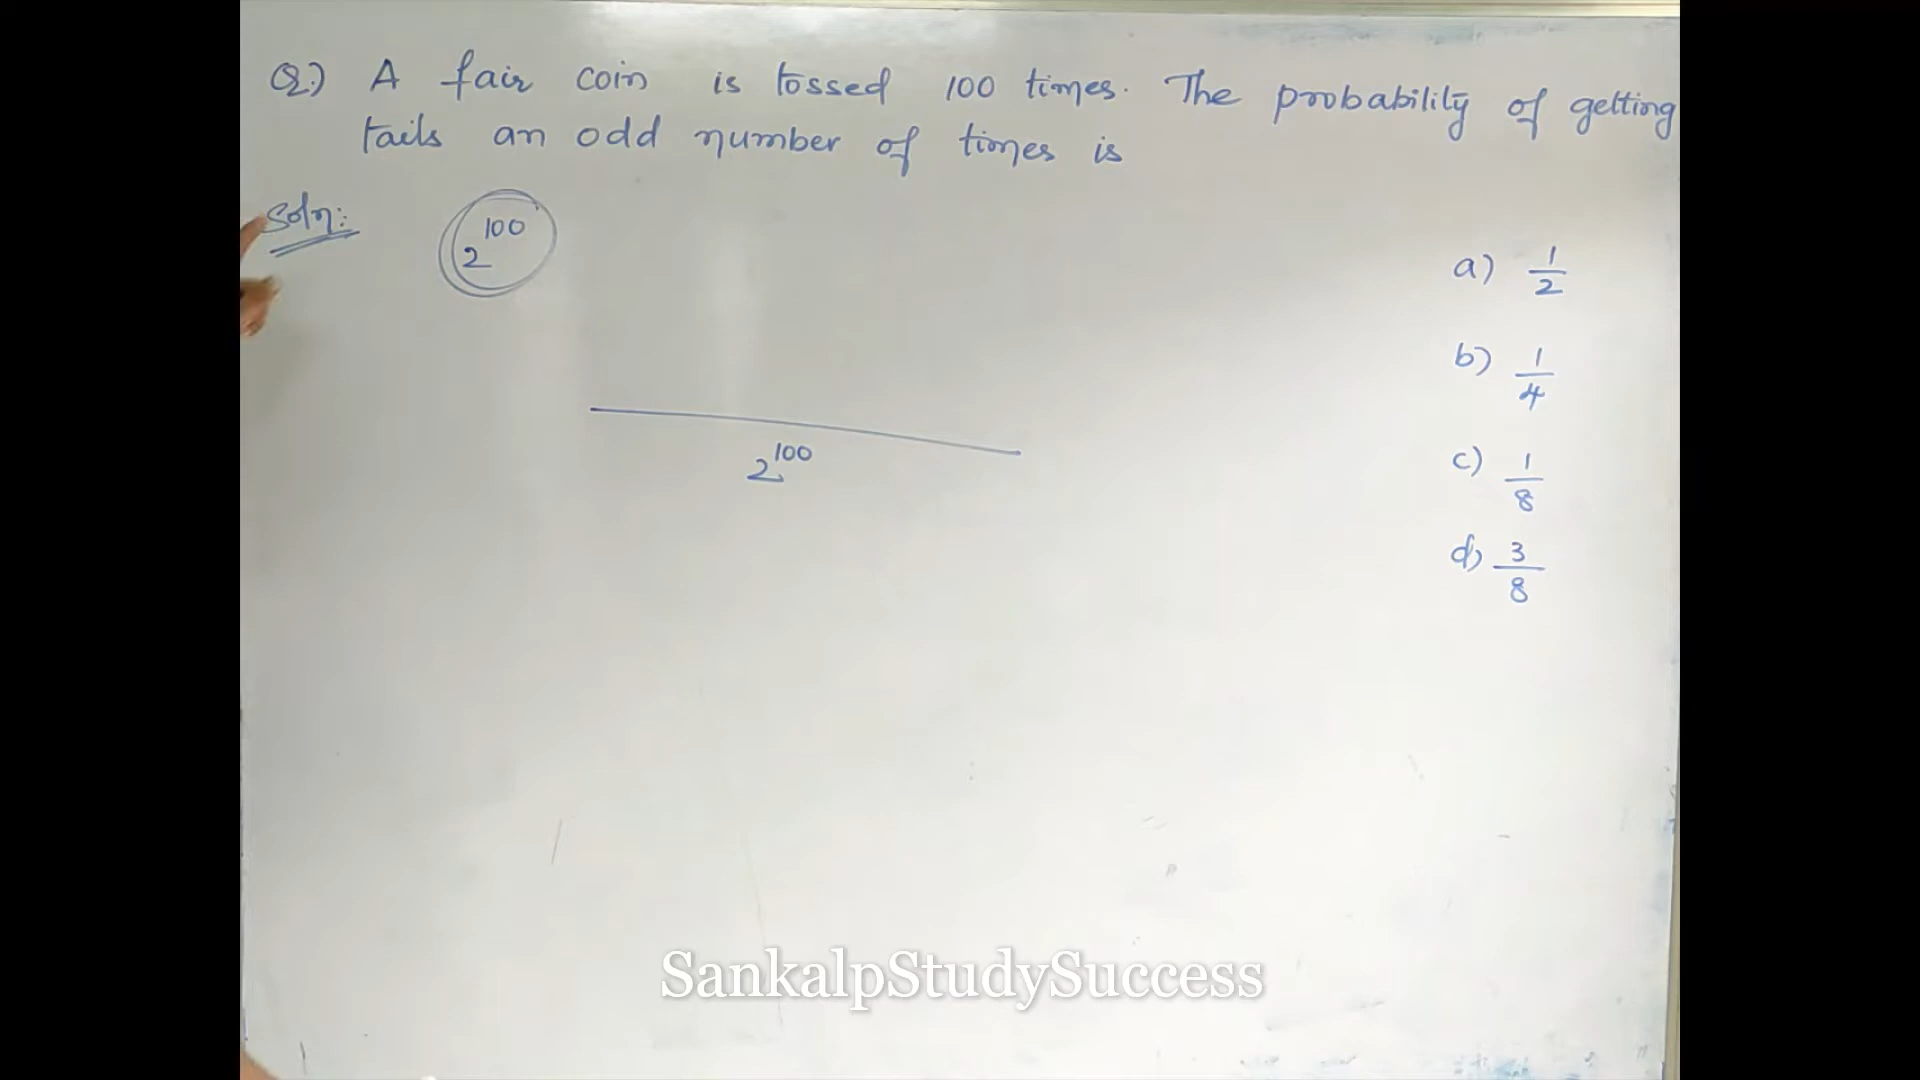 Q.) A fair coin is tossed 100 times. The probability of getting
tails an odd number of times is
Soln:
2^100
a) 1/2
b) 1/4
2^100
c) 1/8
d) 3/8
SankalpStudySuccess